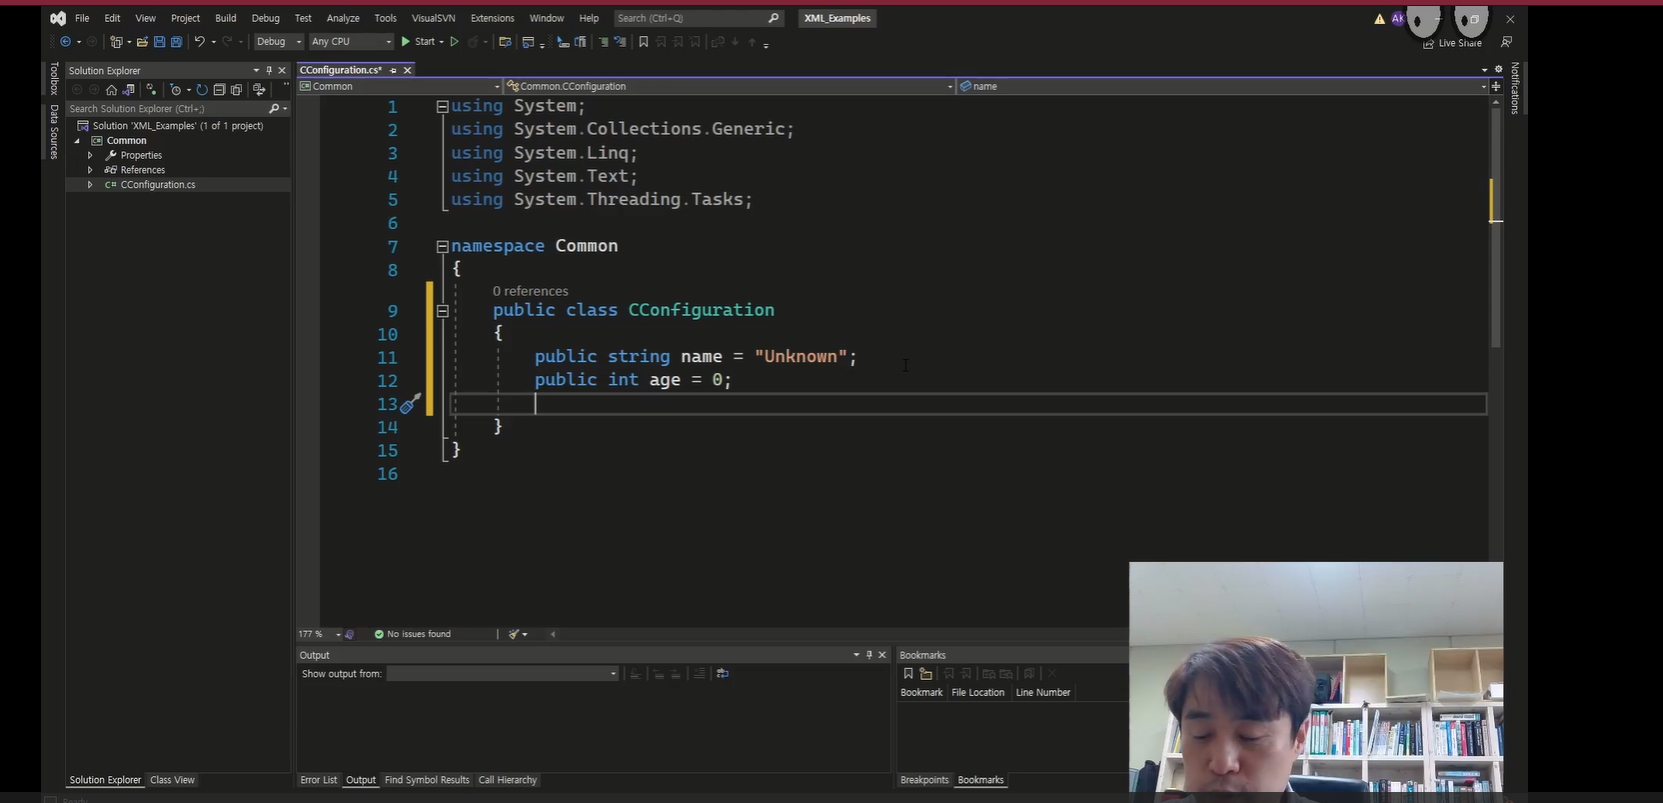 File Edit View Project Build Debug Test Analyze Tools VisualSVN Extensions Window Help Search (Ctrl+Q) XML_Examples AK
Debug Any CPU Start Live Share
Toolbox
Data Sources
Solution Explorer
Search Solution Explorer (Ctrl+;)
Solution 'XML_Examples' (1 of 1 project)
Common
Properties
References
C# CConfiguration.cs
Solution Explorer Class View
CConfiguration.cs*
Common Common.CConfiguration name
1 using System;
2 using System.Collections.Generic;
3 using System.Linq;
4 using System.Text;
5 using System.Threading.Tasks;
6
7 namespace Common
8 {
0 references
9 public class CConfiguration
10 {
11 public string name = "Unknown";
12 public int age = 0;
13
14 }
15 }
16
177 % No issues found
Output
Show output from:
Error List Output Find Symbol Results Call Hierarchy
Bookmarks
Bookmark File Location Line Number
Breakpoints Bookmarks
Notifications
Ready